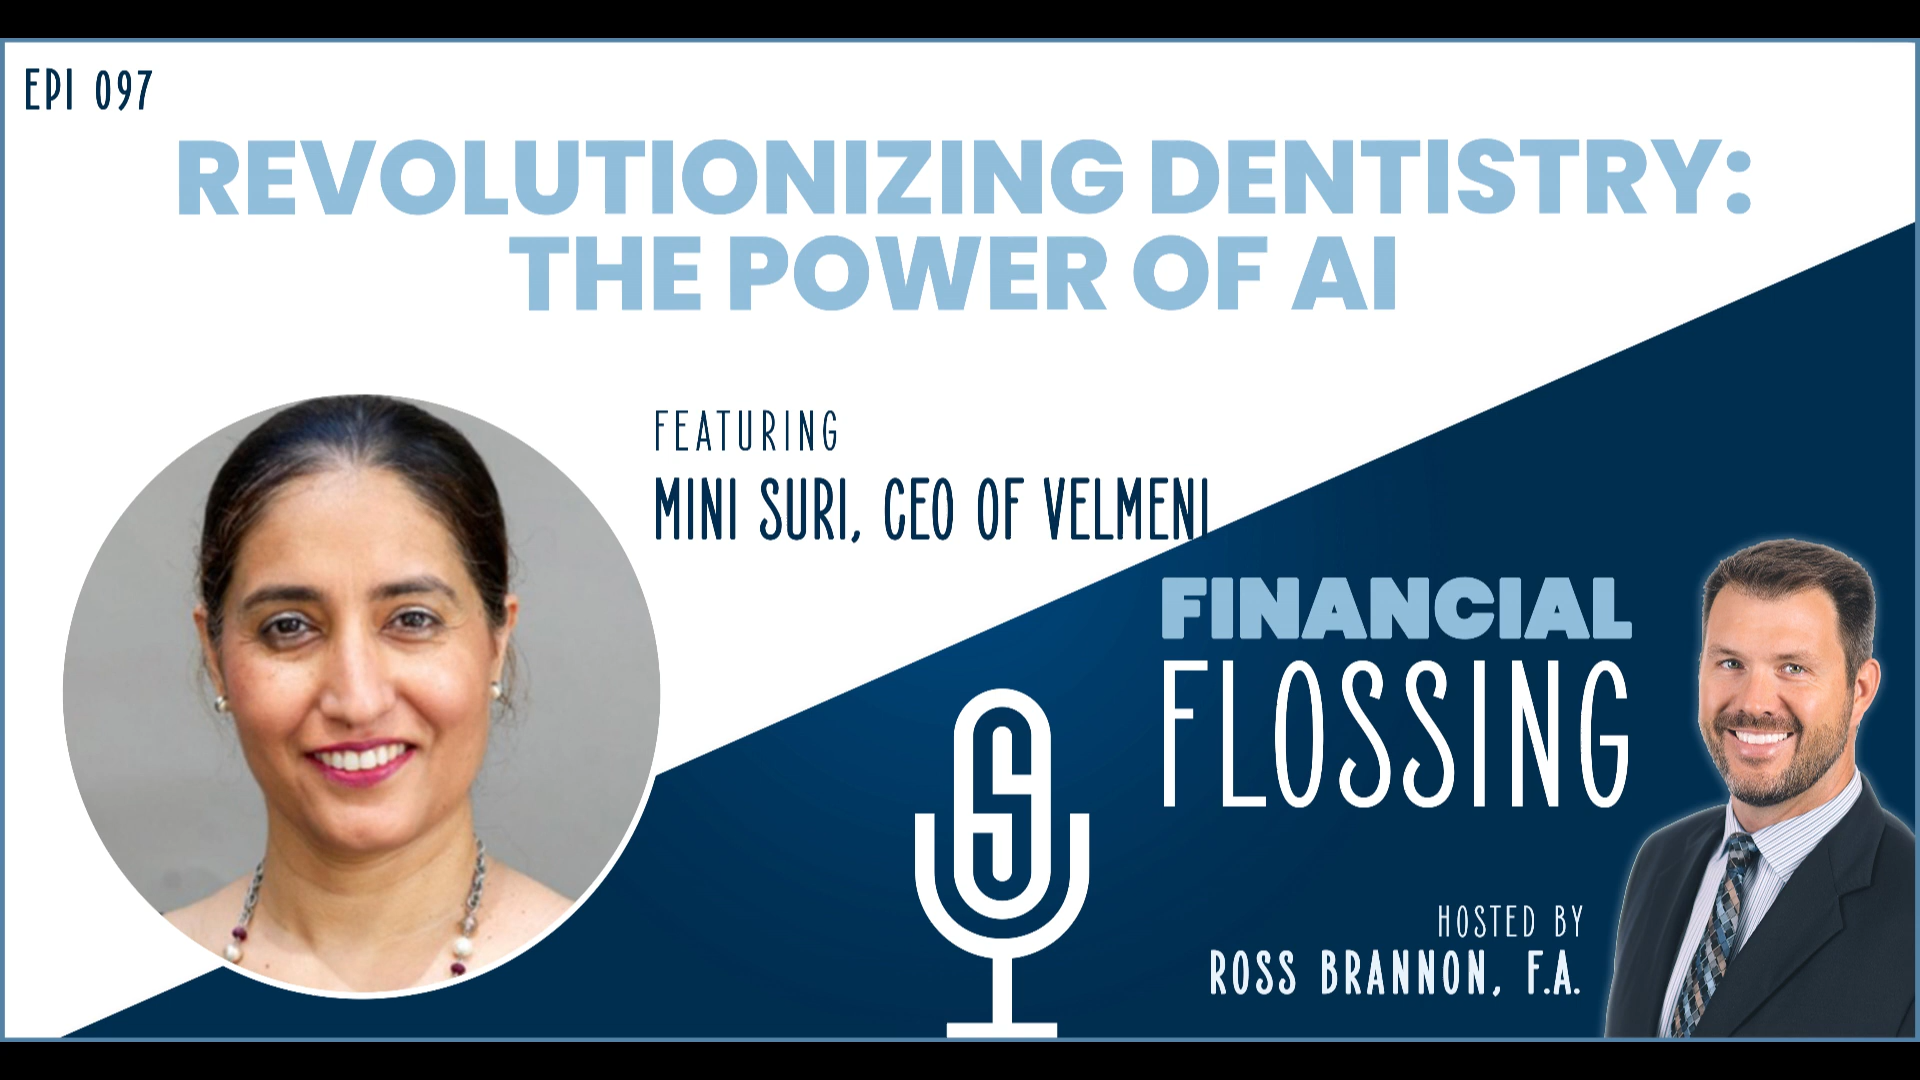 EPI 097
REVOLUTIONIZING DENTISTRY:
THE POWER OF AI
FEATURING
MINI SURI, CEO OF VELMENI
FINANCIAL
FLOSSING
HOSTED BY
ROSS BRANNON, F.A.